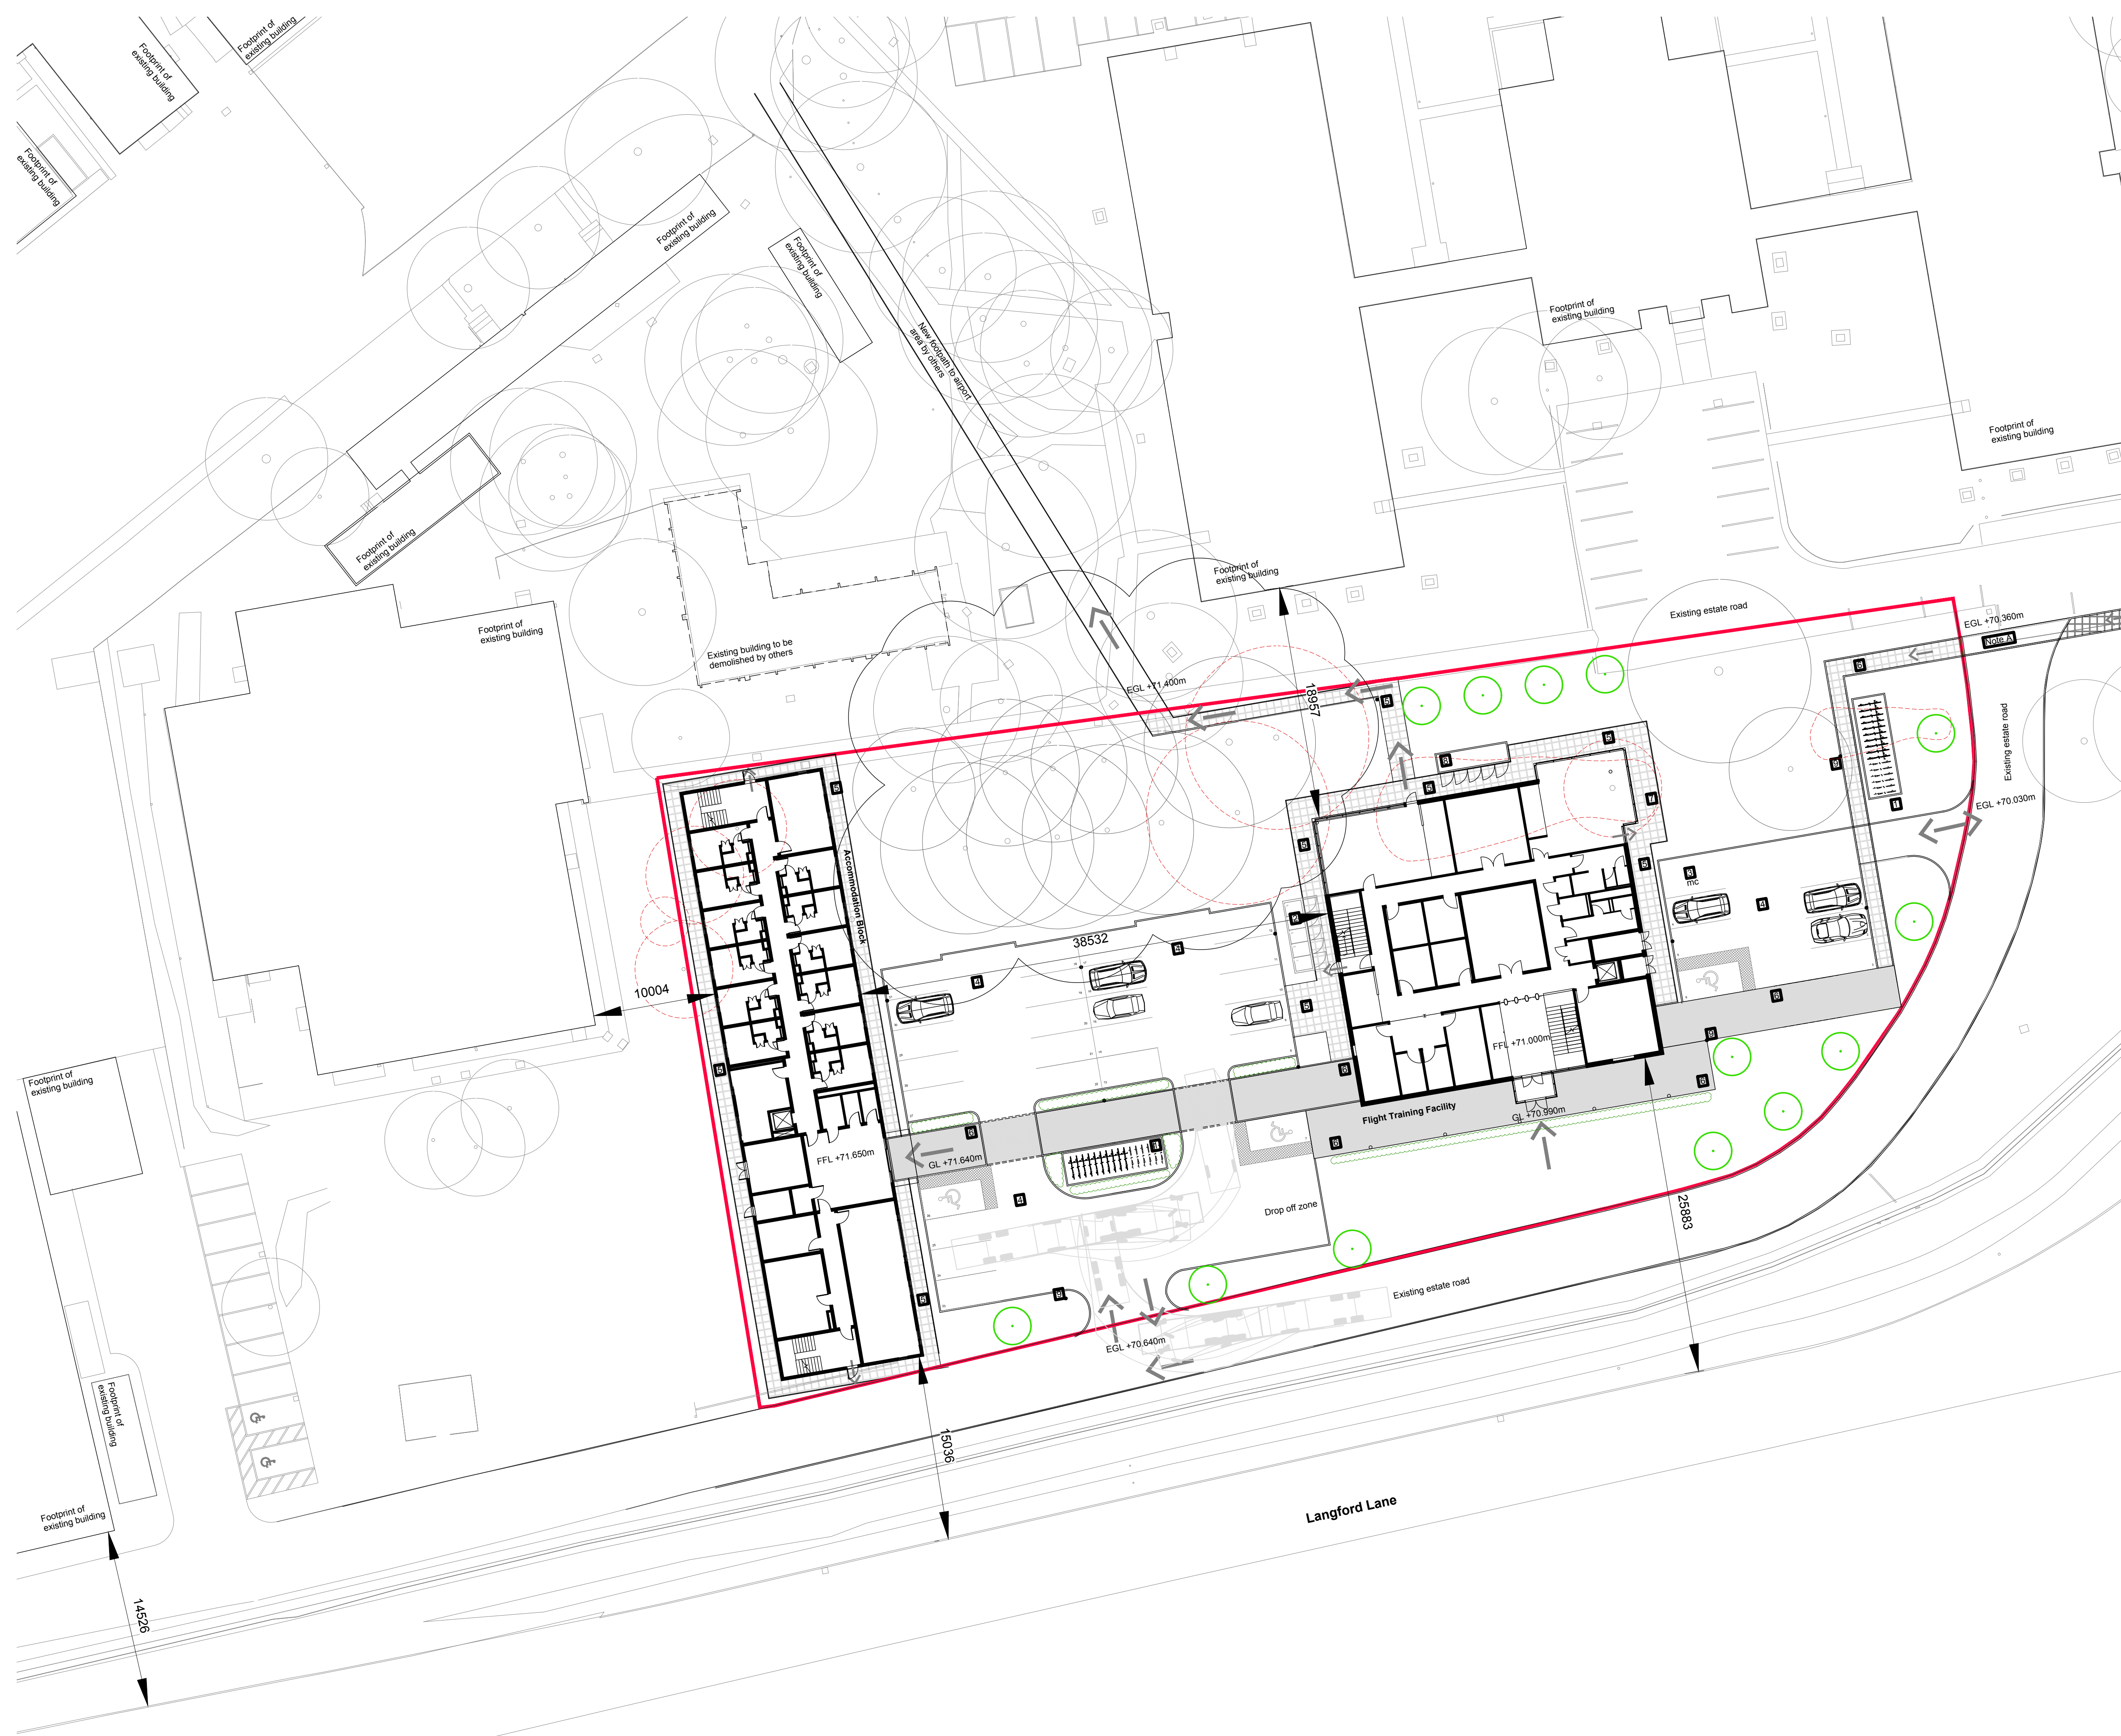 Footprint of
existing building
Footprint of
existing building
Footprint of
existing building
Footprint of
existing building
Footprint of
existing building
New footpath to airport
area by others
Footprint of
existing building
Footprint of
existing building
Footprint of
existing building
Footprint of
existing building
Footprint of
existing building
Existing building to be
demolished by others
Existing estate road
EGL +70.360m
Note A
EGL +71.400m
18957
Existing estate road
EGL +70.030m
Accommodation Block
mc
3
4
38532
4
4
10004
FFL +71.000m
Flight Training Facility
GL +70.990m
FFL +71.650m
GL +71.640m
4
Drop off zone
25883
Existing estate road
EGL +70.640m
Footprint of
existing building
Footprint of
existing building
Footprint of
existing building
15036
14526
Langford Lane